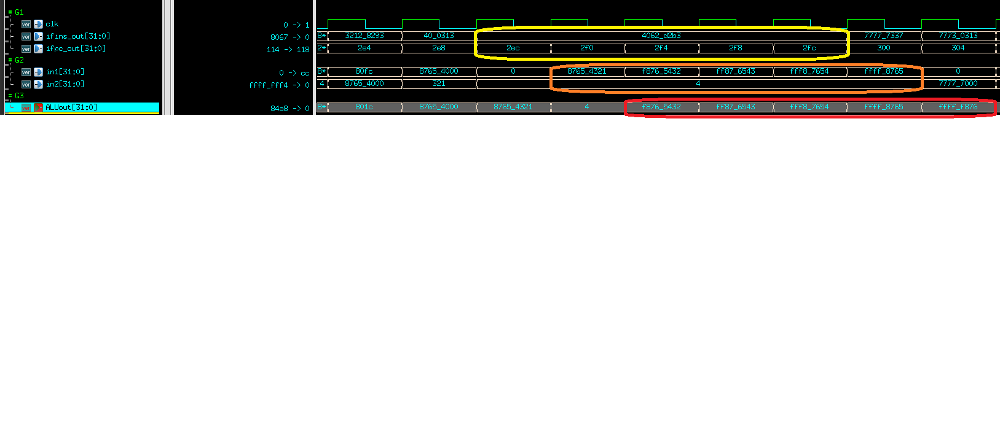 G1
clk 0 -> 1
ver ifins_out[31:0] 8067 -> 0 8* 3212_8293 40_0313 4062_d2b3 7777_7337 7773_0313
ver ifpc_out[31:0] 114 -> 118 2* 2e4 2e8 2ec 2f0 2f4 2f8 2fc 300 304
G2
ver in1[31:0] 0 -> cc 8* 80fc 8765_4000 0 8765_4321 f876_5432 ff87_6543 fff8_7654 ffff_8765 0
ver in2[31:0] ffff_fff4 -> 0 4 8765_4000 321 4 7777_7000
G3
ver ALUout[31:0] 84a8 -> 0 8* 801c 8765_4000 8765_4321 4 f876_5432 ff87_6543 fff8_7654 ffff_8765 ffff_f876